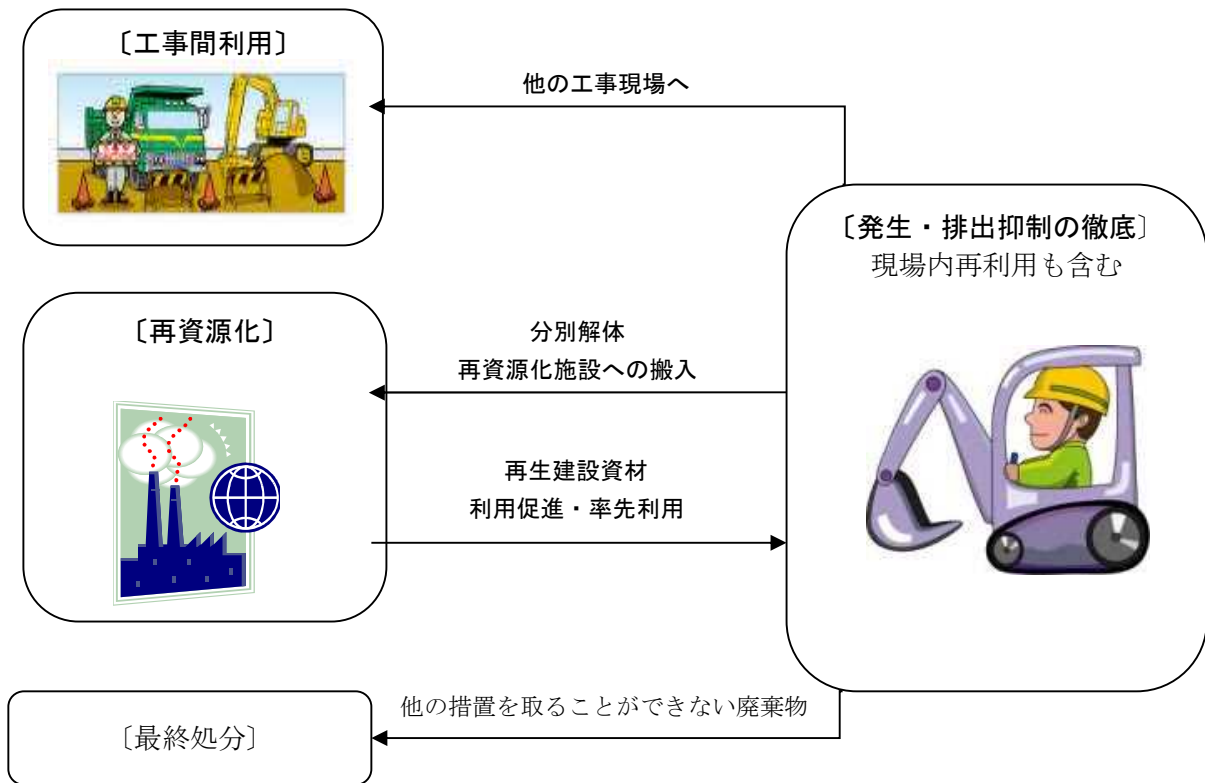 〔工事間利用〕
他の工事現場へ
〔発生・排出抑制の徹底〕
現場内再利用も含む
〔再資源化〕
分別解体
再資源化施設への搬入
再生建設資材
利用促進・率先利用
他の措置を取ることができない廃棄物
〔最終処分〕